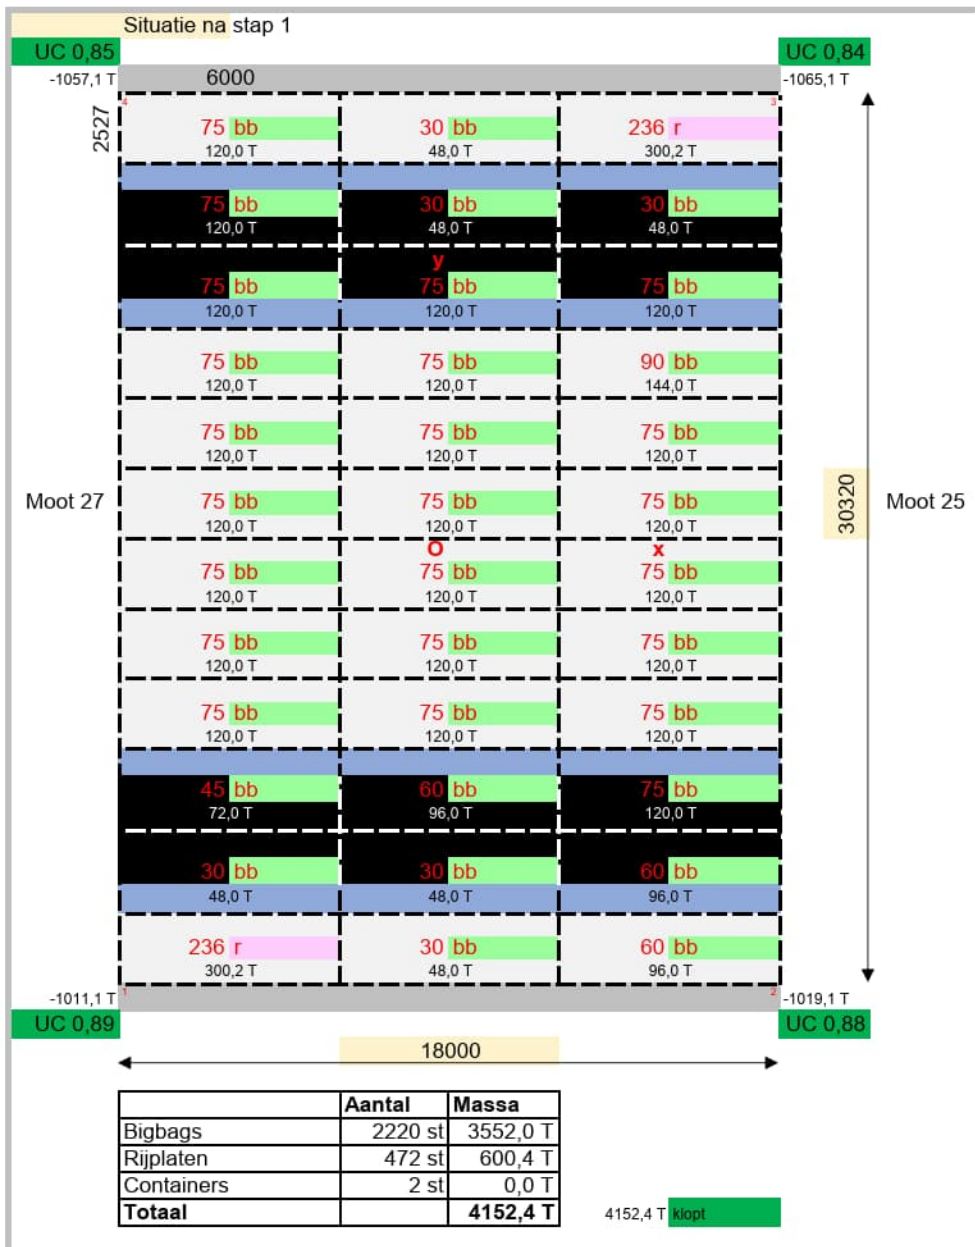 Situatie na stap 1
UC 0,85 UC 0,84
-1057,1 T 6000 -1065,1 T
4 3
2527
75 bb 30 bb 236 r
120,0 T 48,0 T 300,2 T
75 bb 30 bb 30 bb
120,0 T 48,0 T 48,0 T
y
75 bb 75 bb 75 bb
120,0 T 120,0 T 120,0 T
75 bb 75 bb 90 bb
120,0 T 120,0 T 144,0 T
75 bb 75 bb 75 bb
120,0 T 120,0 T 120,0 T
Moot 27 75 bb 75 bb 75 bb 30320 Moot 25
120,0 T 120,0 T 120,0 T
O x
75 bb 75 bb 75 bb
120,0 T 120,0 T 120,0 T
75 bb 75 bb 75 bb
120,0 T 120,0 T 120,0 T
75 bb 75 bb 75 bb
120,0 T 120,0 T 120,0 T
45 bb 60 bb 75 bb
72,0 T 96,0 T 120,0 T
30 bb 30 bb 60 bb
48,0 T 48,0 T 96,0 T
236 r 30 bb 60 bb
300,2 T 48,0 T 96,0 T
-1011,1 T 1 2 -1019,1 T
UC 0,89 UC 0,88
18000
Aantal Massa
Bigbags 2220 st 3552,0 T
Rijplaten 472 st 600,4 T
Containers 2 st 0,0 T
Totaal 4152,4 T 4152,4 T klopt